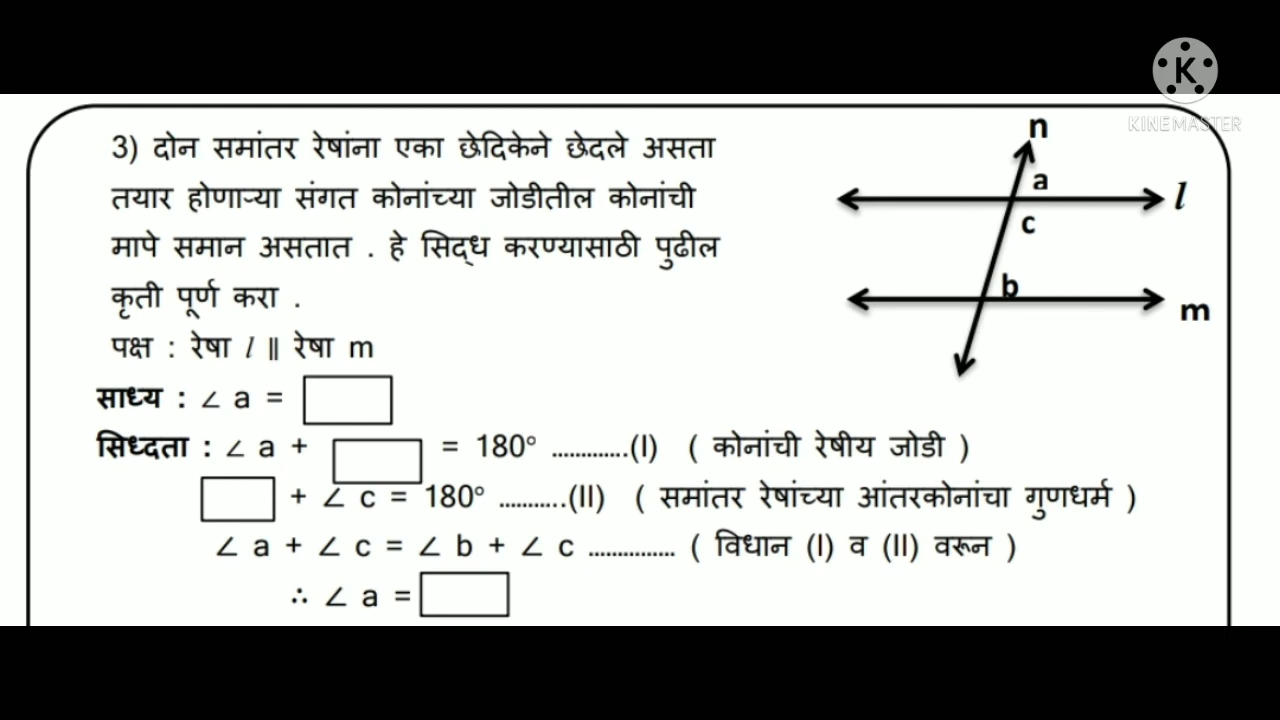 K
KINEMASTER
3) दोन समांतर रेषांना एका छेदिकेने छेदले असता
तयार होणाऱ्या संगत कोनांच्या जोडीतील कोनांची
मापे समान असतात . हे सिद्ध करण्यासाठी पुढील
कृती पूर्ण करा .
पक्ष : रेषा l ∥ रेषा m
साध्य : ∠ a =
सिध्दता : ∠ a + = 180° .............(I) ( कोनांची रेषीय जोडी )
+ ∠ c = 180° ...........(II) ( समांतर रेषांच्या आंतरकोनांचा गुणधर्म )
∠ a + ∠ c = ∠ b + ∠ c ............... ( विधान (I) व (II) वरून )
∴ ∠ a =
n
a
l
c
b
m